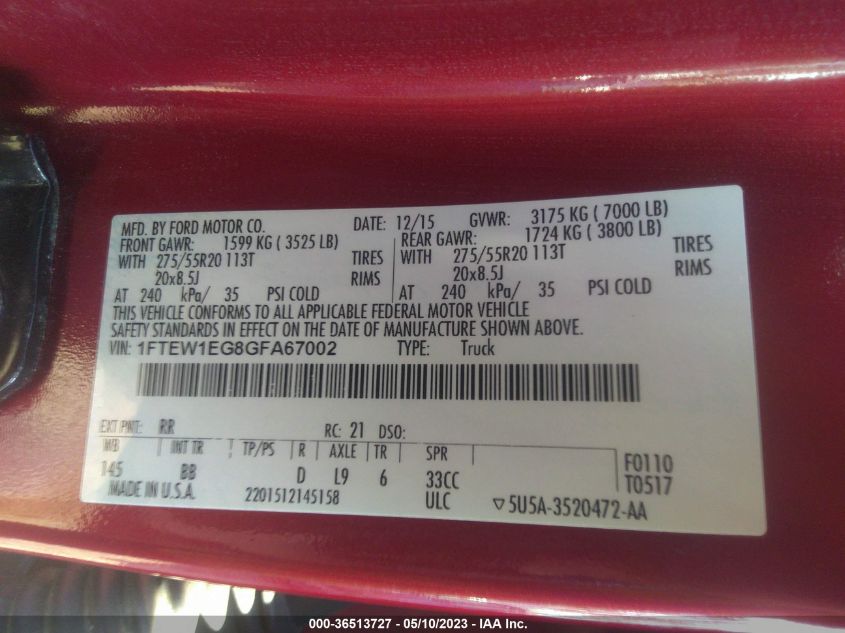 MFD. BY FORD MOTOR CO. DATE: 12/15 GVWR: 3175 KG ( 7000 LB)
FRONT GAWR: 1599 KG ( 3525 LB) REAR GAWR: 1724 KG ( 3800 LB)
WITH 275/55R20 113T TIRES WITH 275/55R20 113T TIRES
20x8.5J RIMS 20x8.5J RIMS
AT 240 kPa/ 35 PSI COLD AT 240 kPa/ 35 PSI COLD
THIS VEHICLE CONFORMS TO ALL APPLICABLE FEDERAL MOTOR VEHICLE
SAFETY STANDARDS IN EFFECT ON THE DATE OF MANUFACTURE SHOWN ABOVE.
VIN: 1FTEW1EG8GFA67002 TYPE: Truck
EXT PNT: RR RC: 21 DSO:
WB INT TR TP/PS R AXLE TR SPR F0110
145 BB D L9 6 33CC T0517
MADE IN U.S.A. 2201512145158 ULC ▽5U5A-3520472-AA
000-36513727 - 05/10/2023 - IAA Inc.